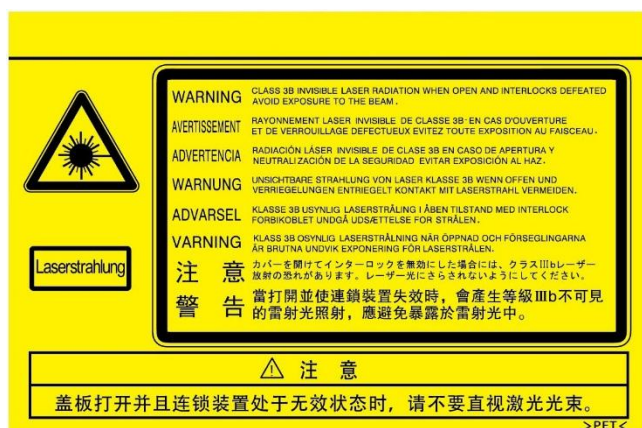 WARNING CLASS 3B INVISIBLE LASER RADIATION WHEN OPEN AND INTERLOCKS DEFEATED
AVOID EXPOSURE TO THE BEAM.
AVERTISSEMENT RAYONNEMENT LASER INVISIBLE DE CLASSE 3B· EN CAS D'OUVERTURE
ET DE VERROUILLAGE DEFECTUEUX EVITEZ TOUTE EXPOSITION AU FAISCEAU.
ADVERTENCIA RADIACIÓN LÁSER INVISIBLE DE CLASE 3B EN CASO DE APERTURA Y
NEUTRALIZACIÓN DE LA SEGURIDAD EVITAR EXPOSICIÓN AL HAZ.
WARNUNG UNSICHTBARE STRAHLUNG VON LASER KLASSE 3B WENN OFFEN UND
VERRIEGELUNGEN ENTRIEGELT KONTAKT MIT LASERSTRAHL VERMEIDEN.
ADVARSEL KLASSE 3B USYNLIG LASERSTRÅLING I ÅBEN TILSTAND MED INTERLOCK
FORBIKOBLET UNDGÅ UDSÆTTELSE FOR STRÅLEN.
VARNING KLASS 3B OSYNLIG LASERSTRÅLNING NÄR ÖPPNAD OCH FÖRSEGLINGARNA
ÄR BRUTNA UNDVIK EXPONERING FÖR LASERSTRÅLEN.
注 意 カバーを開けてインターロックを無効にした場合には、クラスⅢbレーザー
放射の恐れがあります。レーザー光にさらされないようにしてください。
警 告 當打開並使連鎖裝置失效時，會產生等級Ⅲb不可見
的雷射光照射，應避免暴露於雷射光中。
Laserstrahlung
注 意
盖板打开并且连锁装置处于无效状态时，请不要直视激光光束。
>PET<